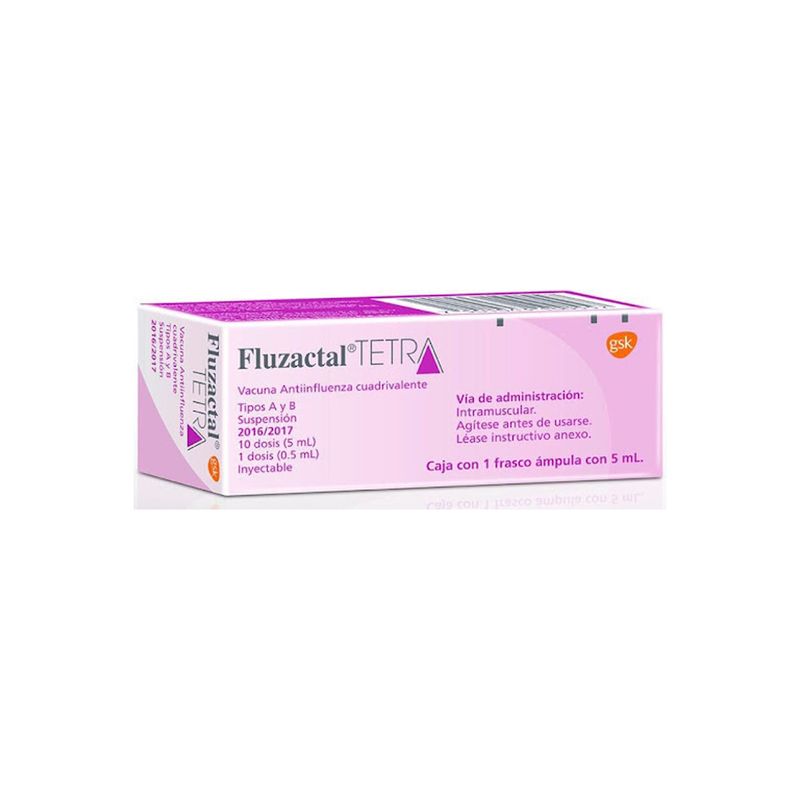 Fluzactal® TETRA
Vacuna Antiinfluenza cuadrivalente
Tipos A y B
Suspensión
2016/2017
10 dosis (5 mL)
1 dosis (0.5 mL)
Inyectable
gsk
Vía de administración:
Intramuscular.
Agítese antes de usarse.
Léase instructivo anexo.
Caja con 1 frasco ámpula con 5 mL.
Fluzactal®
TETRA
Vacuna Antiinfluenza
cuadrivalente
Tipos A y B
Suspensión
2016/2017
gsk